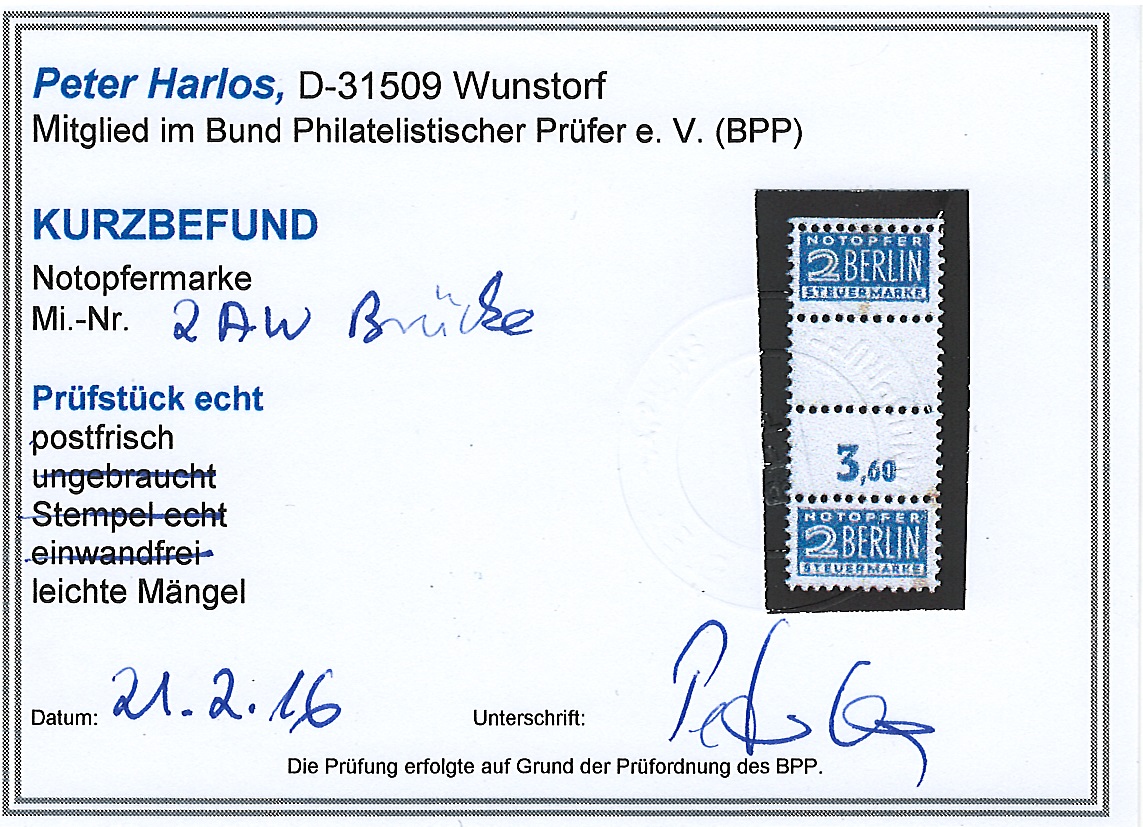 Peter Harlos, D-31509 Wunstorf
Mitglied im Bund Philatelistischer Prüfer e. V. (BPP)
KURZBEFUND
Notopfermarke
Mi.-Nr. 2 AW Brücke
NOTOPFER
2 BERLIN
STEUERMARKE
3,60
NOTOPFER
2 BERLIN
STEUERMARKE
Prüfstück echt
postfrisch
ungebraucht
Stempel echt
einwandfrei
leichte Mängel
Datum: 21.2.16
Unterschrift:
Die Prüfung erfolgte auf Grund der Prüfordnung des BPP.